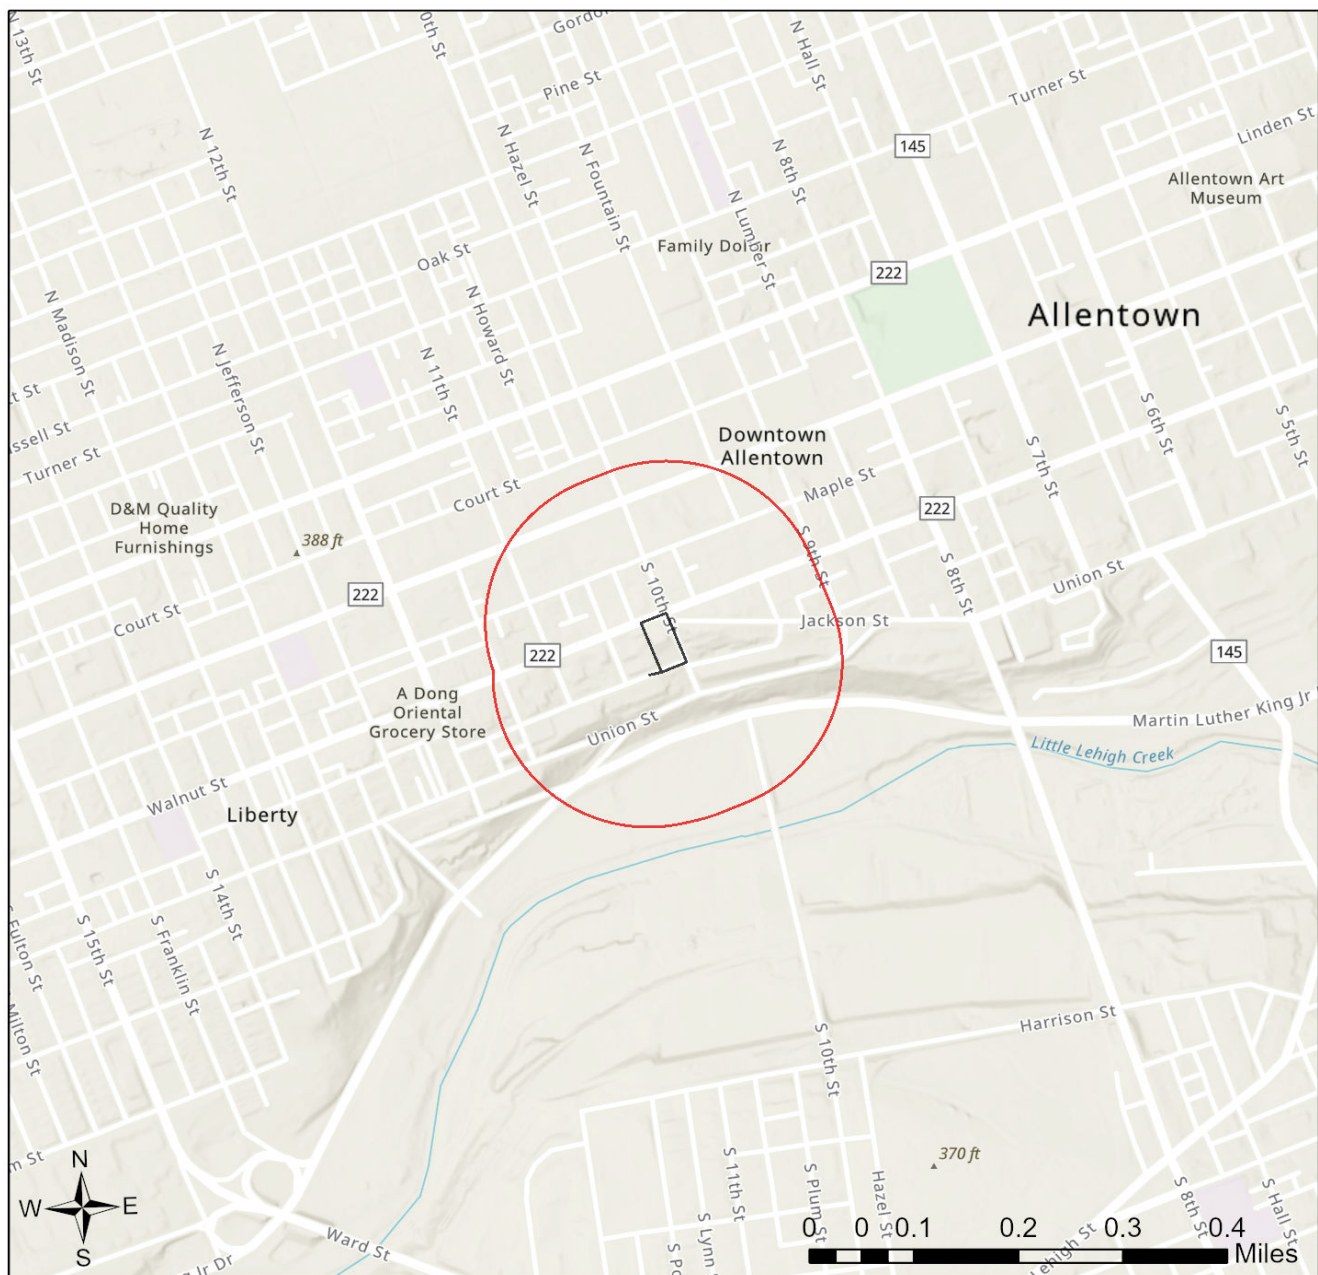 N 13th St
0th St
Gordo
N Hall St
Pine St
Turner St
Linden St
145
N 12th St
N Hazel St
N Fountain St
N 8th St
Allentown Art
Museum
N Lumber St
Family Dollar
Oak St
222
N Madison St
N Howard St
Allentown
N Jefferson St
N 11th St
t St
ssell St
Turner St
S 6th St
S 5th St
Downtown
Allentown
S 7th St
Court St
Maple St
D&M Quality
Home
Furnishings
388 ft
222
S 9th St
222
S 10th St
S 8th St
Union St
Court St
Jackson St
222
145
A Dong
Oriental
Grocery Store
Union St
Martin Luther King Jr
Little Lehigh Creek
Walnut St
Liberty
S 14th St
S Fulton St
S 15th St
S Franklin St
Milton St
Harrison St
S 10th St
m St
N
W
E
S
370 ft
S 11th St
S Plum St
Hazel St
S 8th St
S Hall St
S Lynn
S Po
Ward St
g Jr Dr
Lehigh St
0 0 0.1 0.2 0.3 0.4
Miles